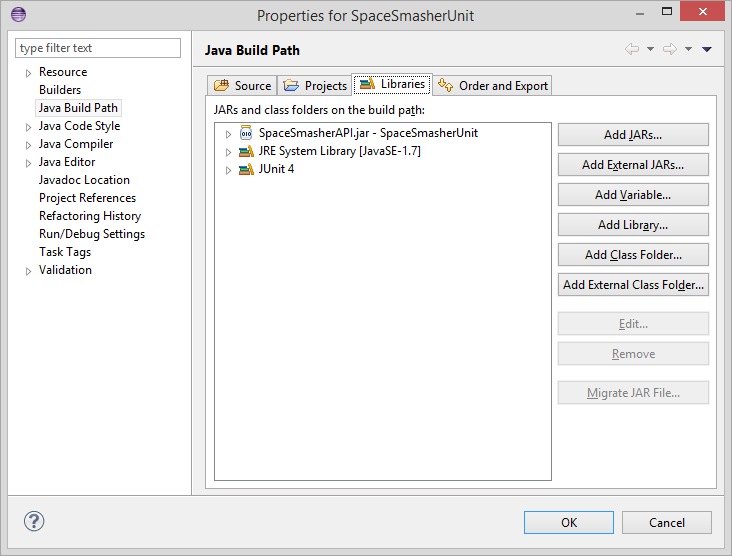 Properties for SpaceSmasherUnit
type filter text
Resource
Builders
Java Build Path
Java Code Style
Java Compiler
Java Editor
Javadoc Location
Project References
Refactoring History
Run/Debug Settings
Task Tags
Validation
Java Build Path
Source Projects Libraries Order and Export
JARs and class folders on the build path:
SpaceSmasherAPI.jar - SpaceSmasherUnit
JRE System Library [JavaSE-1.7]
JUnit 4
Add JARs...
Add External JARs...
Add Variable...
Add Library...
Add Class Folder...
Add External Class Folder...
Edit...
Remove
Migrate JAR File...
OK Cancel